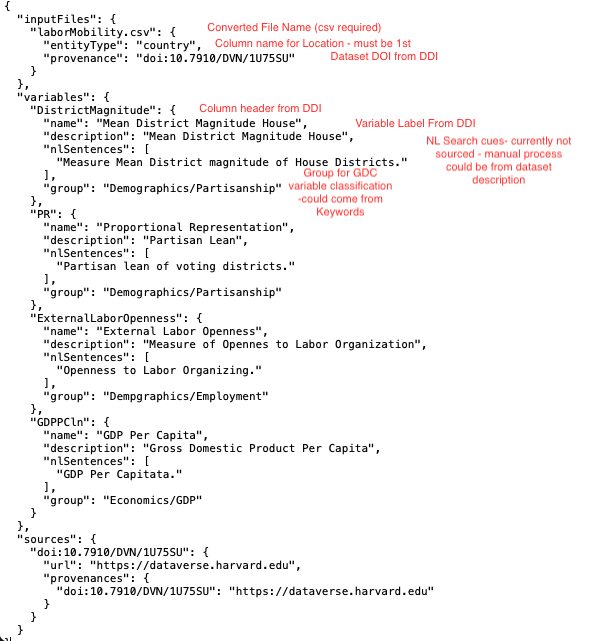 {
"inputFiles": {
"laborMobility.csv": { Converted File Name (csv required)
"entityType": "country", Column name for Location - must be 1st
"provenance": "doi:10.7910/DVN/1U75SU" Dataset DOI from DDI
}
},
"variables": {
"DistrictMagnitude": { Column header from DDI
"name": "Mean District Magnitude House", Variable Label From DDI
"description": "Mean District Magnitude House",
"nlSentences": [
"Measure Mean District magnitude of House Districts."
NL Search cues- currently not
sourced - manual process
could be from dataset
description
],
"group": "Demographics/Partisanship"
Group for GDC
variable classification
-could come from
Keywords
},
"PR": {
"name": "Proportional Representation",
"description": "Partisan Lean",
"nlSentences": [
"Partisan lean of voting districts."
],
"group": "Demographics/Partisanship"
},
"ExternalLaborOpenness": {
"name": "External Labor Openness",
"description": "Measure of Opennes to Labor Organization",
"nlSentences": [
"Openness to Labor Organizing."
],
"group": "Dempgraphics/Employment"
},
"GDPPCln": {
"name": "GDP Per Capita",
"description": "Gross Domestic Product Per Capita",
"nlSentences": [
"GDP Per Capitata."
],
"group": "Economics/GDP"
}
},
"sources": {
"doi:10.7910/DVN/1U75SU": {
"url": "https://dataverse.harvard.edu",
"provenances": {
"doi:10.7910/DVN/1U75SU": "https://dataverse.harvard.edu"
}
}
}